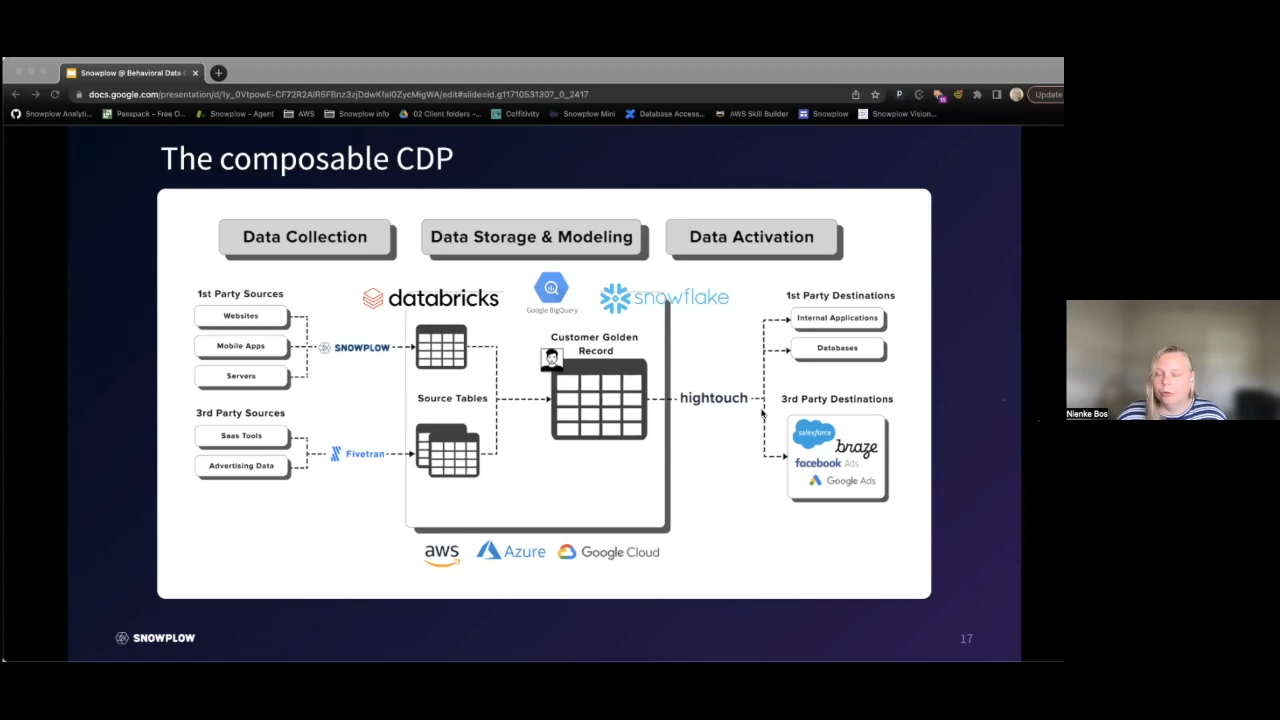 Snowplow @ Behavioral Data
docs.google.com/presentation/d/1y_0VtpowE-CF72R2AIR5FBnz3zjDdwKfaI0ZycMigWA/edit#slide=id.g11710531307_0_2417
Update
Snowplow Analyti...
Passpack - Free O...
Snowplow - Agent
AWS
Snowplow info
02 Client folders -...
Coffitivity
Snowplow Mini
Database Access...
AWS Skill Builder
Snowplow
Snowplow Vision...
The composable CDP
Data Collection
Data Storage & Modeling
Data Activation
1st Party Sources
Websites
Mobile Apps
Servers
SNOWPLOW
3rd Party Sources
Saas Tools
Advertising Data
Fivetran
databricks
Google BigQuery
snowflake
Source Tables
Customer Golden
Record
hightouch
1st Party Destinations
Internal Applications
Databases
3rd Party Destinations
salesforce
braze
facebook Ads
Google Ads
aws
Azure
Google Cloud
SNOWPLOW
17
Nienke Bos